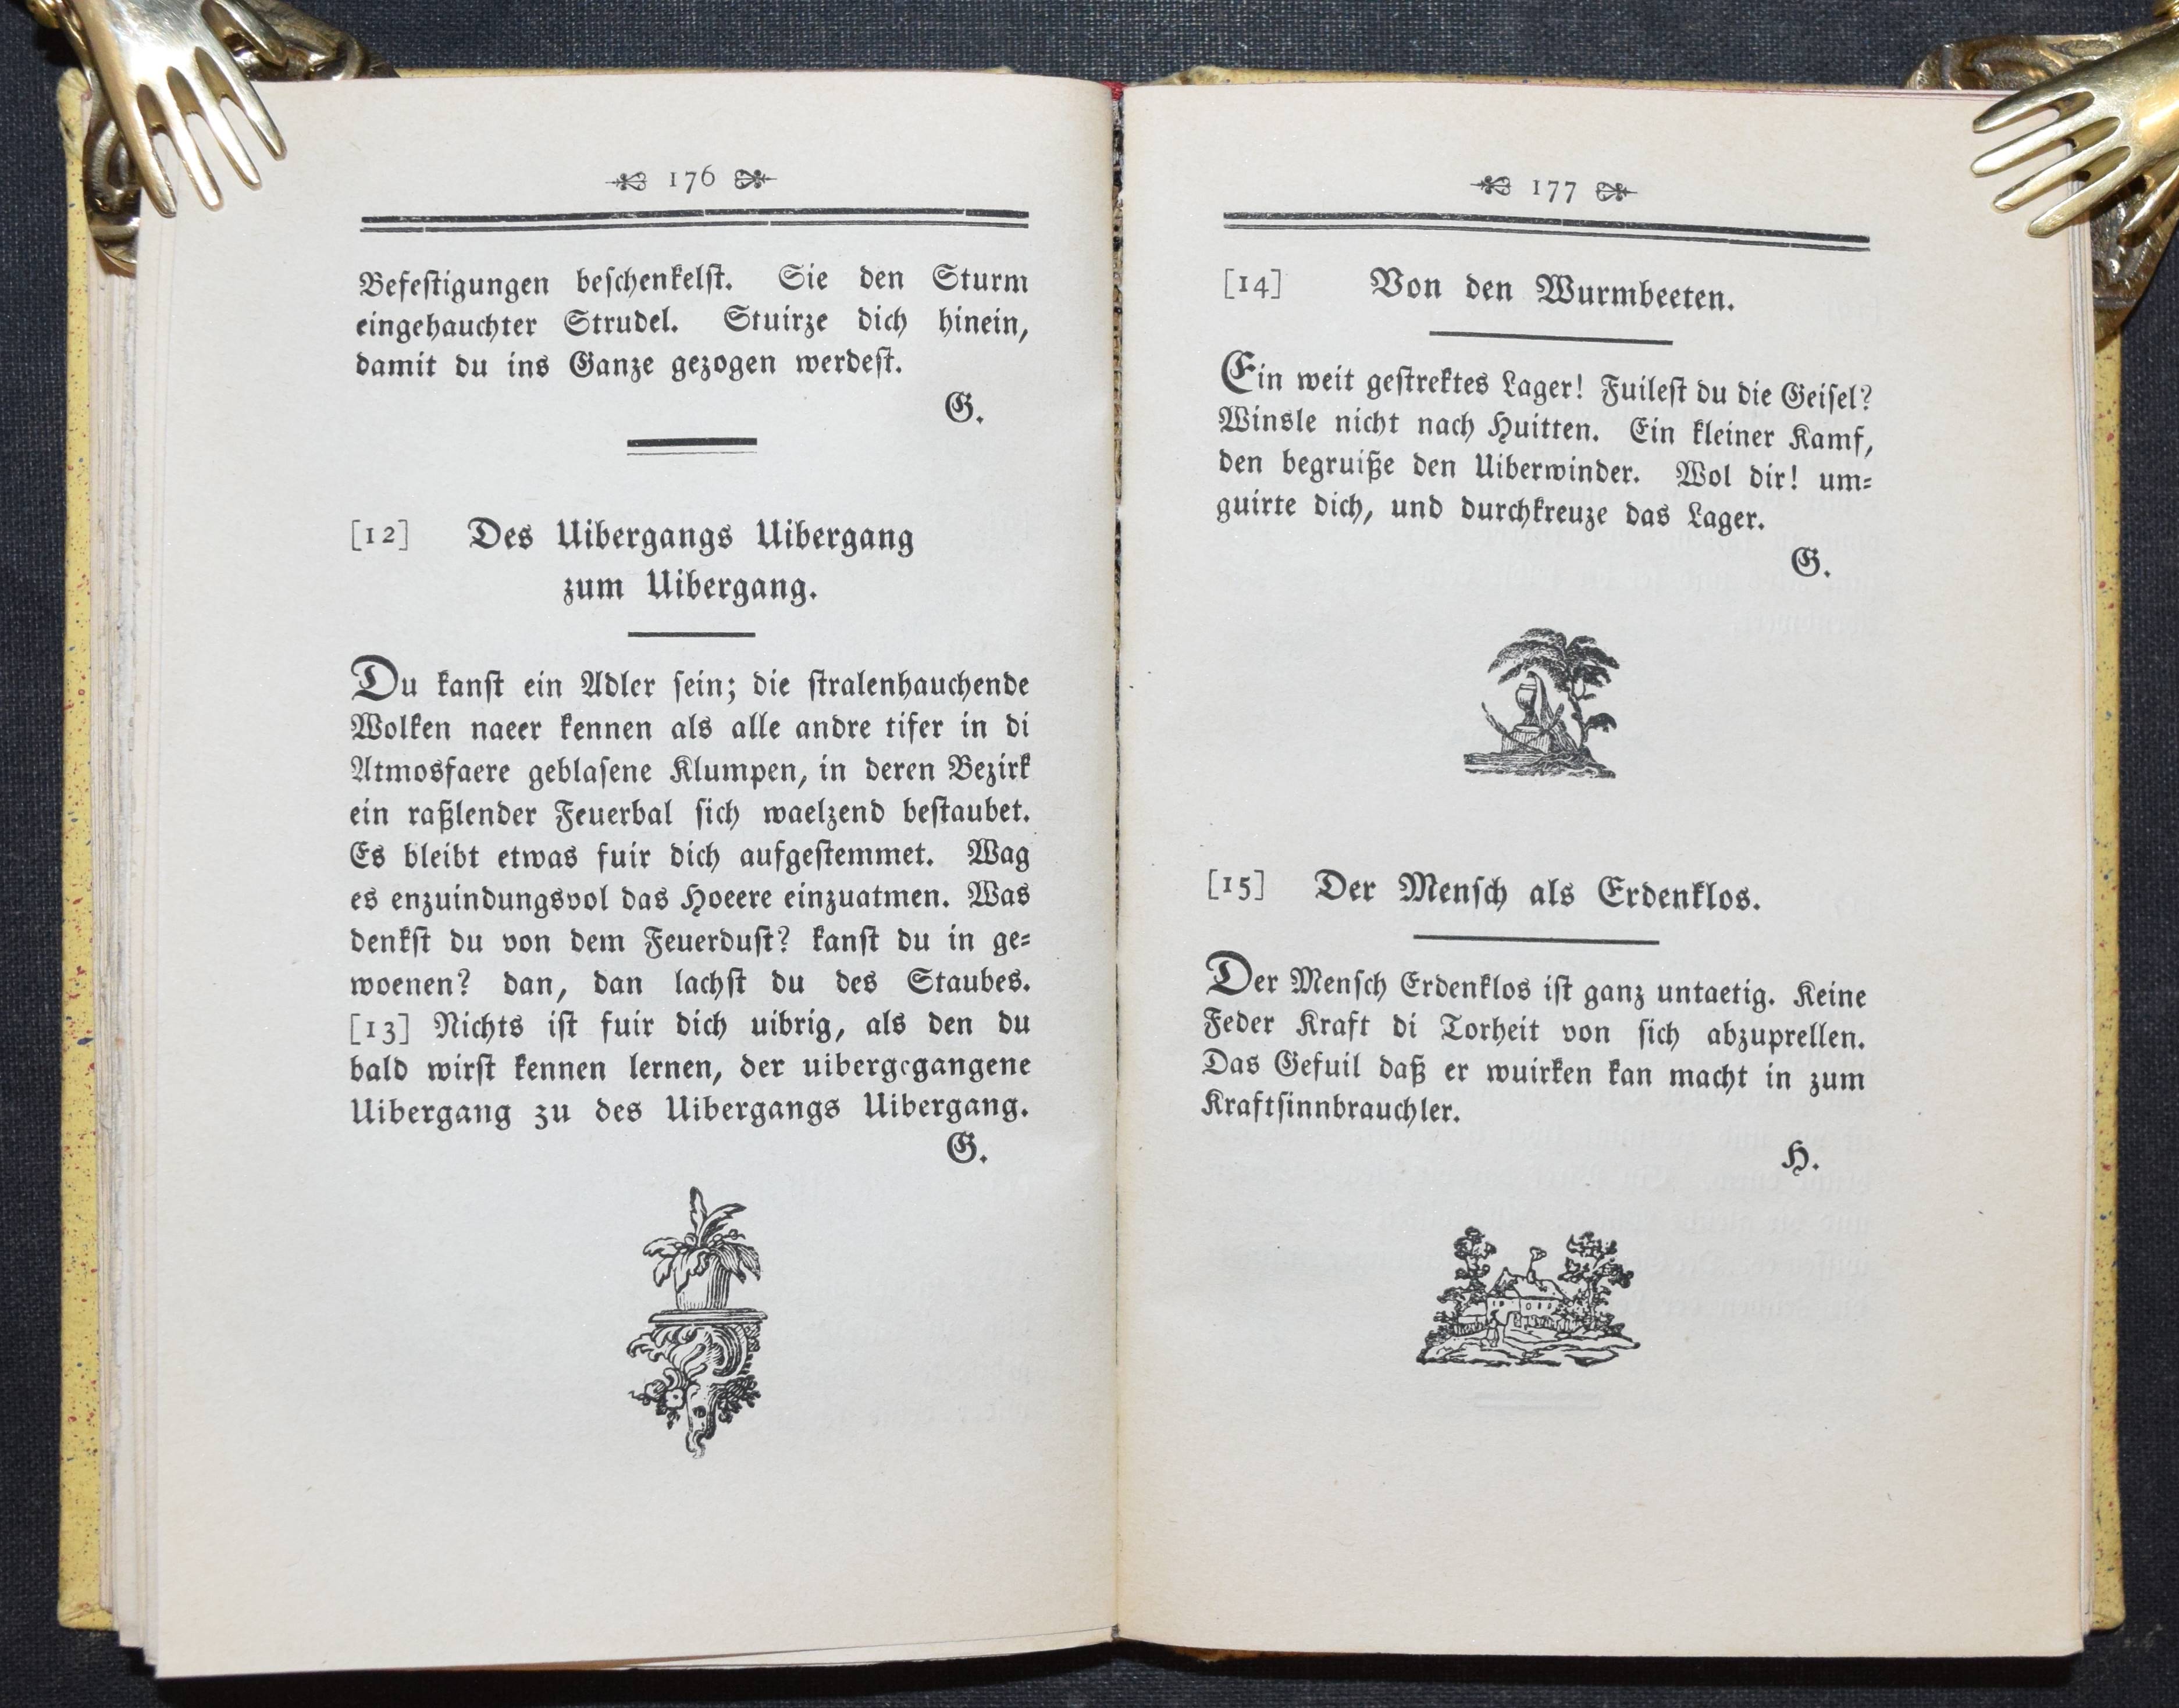 176
Befeſtigungen beſchenkelſt. Sie den Sturm
eingehauchter Strudel. Stuirze dich hinein,
damit du ins Ganze gezogen werdeſt.
G.
[12] Des Uibergangs Uibergang
zum Uibergang.
Du kanſt ein Adler ſein; die ſtralenhauchende
Wolken naeer kennen als alle andre tifer in di
Atmosfaere geblaſene Klumpen, in deren Bezirk
ein raßlender Feuerbal ſich waelzend beſtaubet.
Es bleibt etwas fuir dich aufgeſtemmet. Wag
es enzuindungsvol das Hoeere einzuatmen. Was
denkſt du von dem Feuerduſt? kanſt du in ge⸗
woenen? dan, dan lachſt du des Staubes.
[13] Nichts iſt fuir dich uibrig, als den du
bald wirſt kennen lernen, der uibergegangene
Uibergang zu des Uibergangs Uibergang.
G.
177
[14] Von den Wurmbeeten.
Ein weit geſtrektes Lager! Fuileſt du die Geiſel?
Winsle nicht nach Huitten. Ein kleiner Kamf,
den begruiße den Uiberwinder. Wol dir! um⸗
guirte dich, und durchkreuze das Lager.
G.
[15] Der Menſch als Erdenklos.
Der Menſch Erdenklos iſt ganz untaetig. Keine
Feder Kraft di Torheit von ſich abzuprellen.
Das Gefuil daß er wuirken kan macht in zum
Kraftſinnbrauchler.
H.